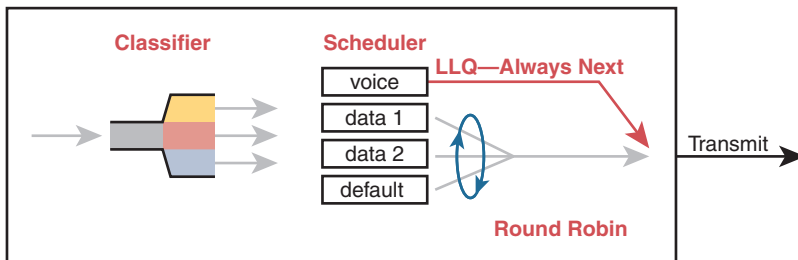 Classifier
Scheduler
LLQ—Always Next
voice
data 1
data 2
default
Transmit
Round Robin